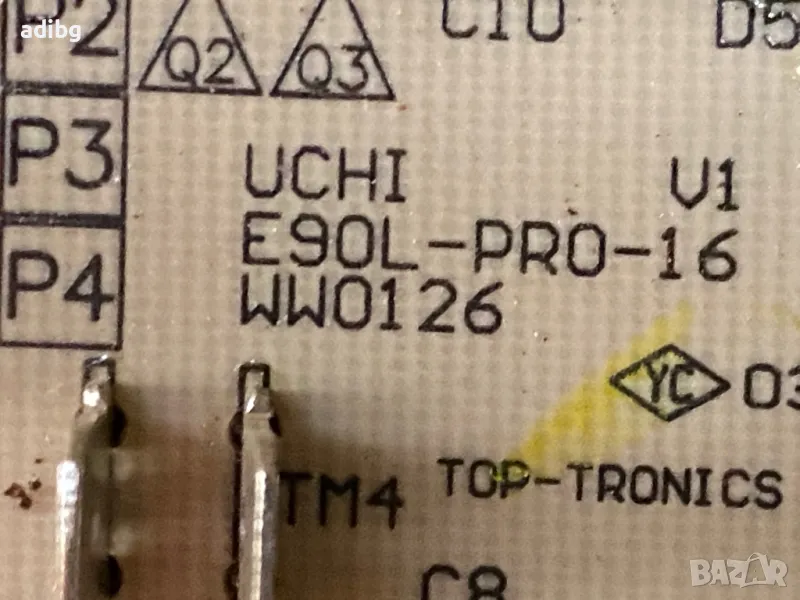 adibg
P2
Q2
Q3
C10
D5
P3
UCHI V1
E90L-PRO-16
P4
WW0126
YC 03
TOP-TRONICS
TM4
C8
BAZAR